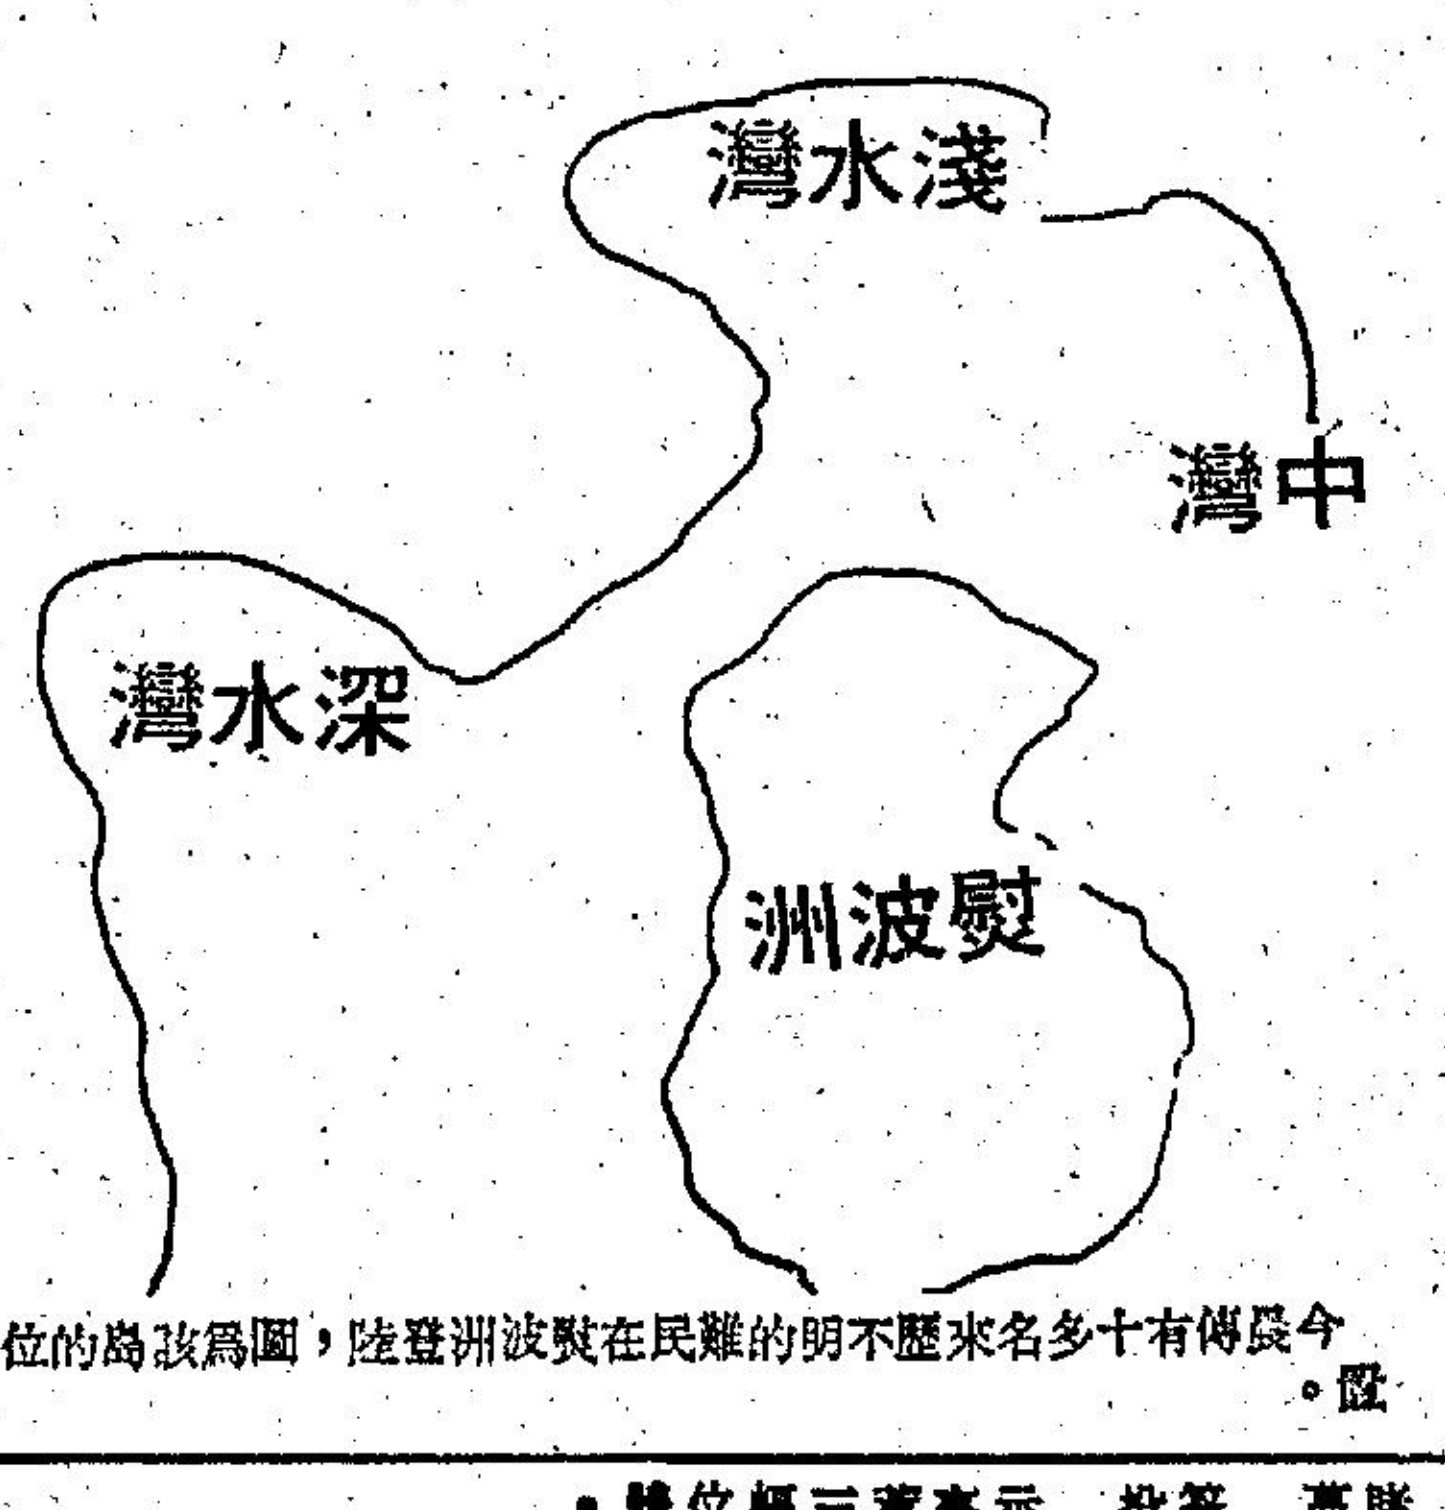 淺水灣
中灣
深水灣
熨波洲
今晨傳有十多名來歷不明的難民在熨波洲登陸，圖爲該島的位
置。